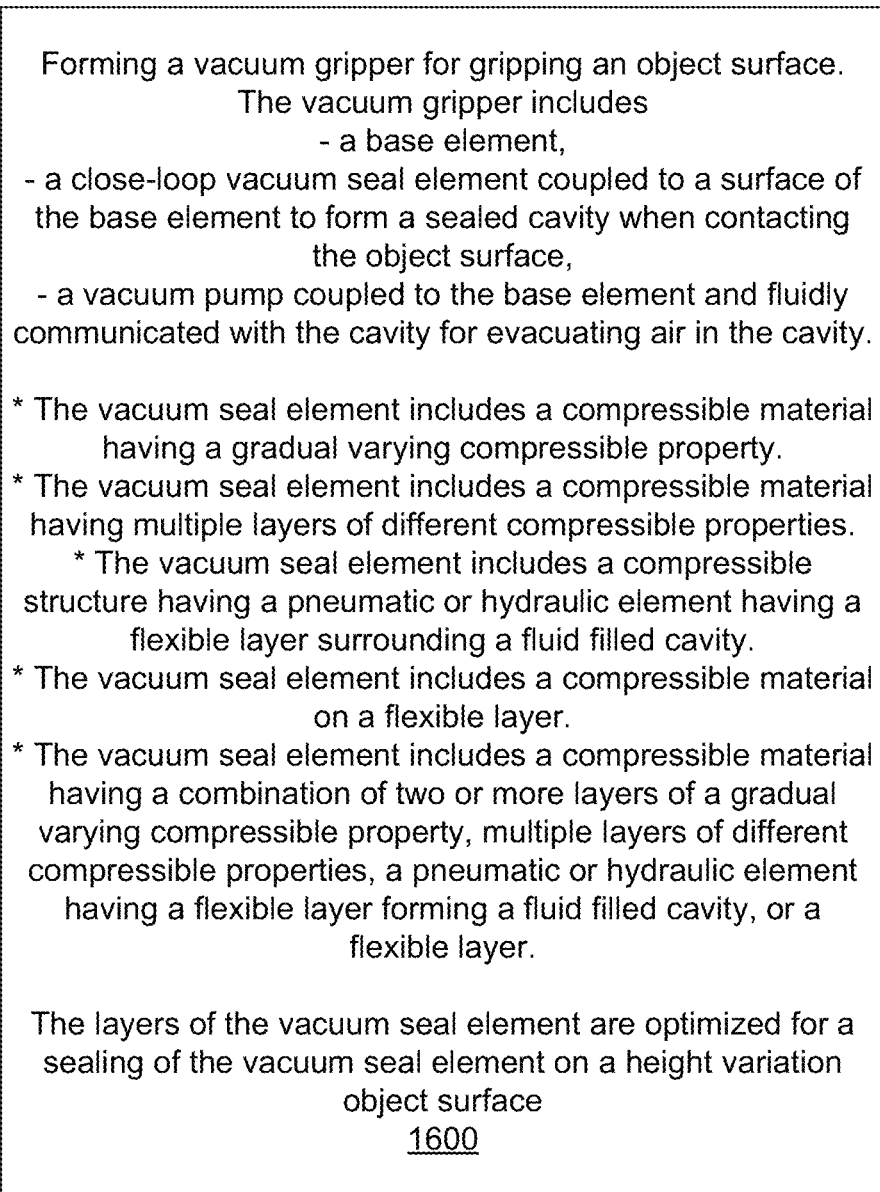 Forming a vacuum gripper for gripping an object surface.
The vacuum gripper includes
- a base element,
- a close-loop vacuum seal element coupled to a surface of
the base element to form a sealed cavity when contacting
the object surface,
- a vacuum pump coupled to the base element and fluidly
communicated with the cavity for evacuating air in the cavity.
* The vacuum seal element includes a compressible material
having a gradual varying compressible property.
* The vacuum seal element includes a compressible material
having multiple layers of different compressible properties.
* The vacuum seal element includes a compressible
structure having a pneumatic or hydraulic element having a
flexible layer surrounding a fluid filled cavity.
* The vacuum seal element includes a compressible material
on a flexible layer.
* The vacuum seal element includes a compressible material
having a combination of two or more layers of a gradual
varying compressible property, multiple layers of different
compressible properties, a pneumatic or hydraulic element
having a flexible layer forming a fluid filled cavity, or a
flexible layer.
The layers of the vacuum seal element are optimized for a
sealing of the vacuum seal element on a height variation
object surface
1600